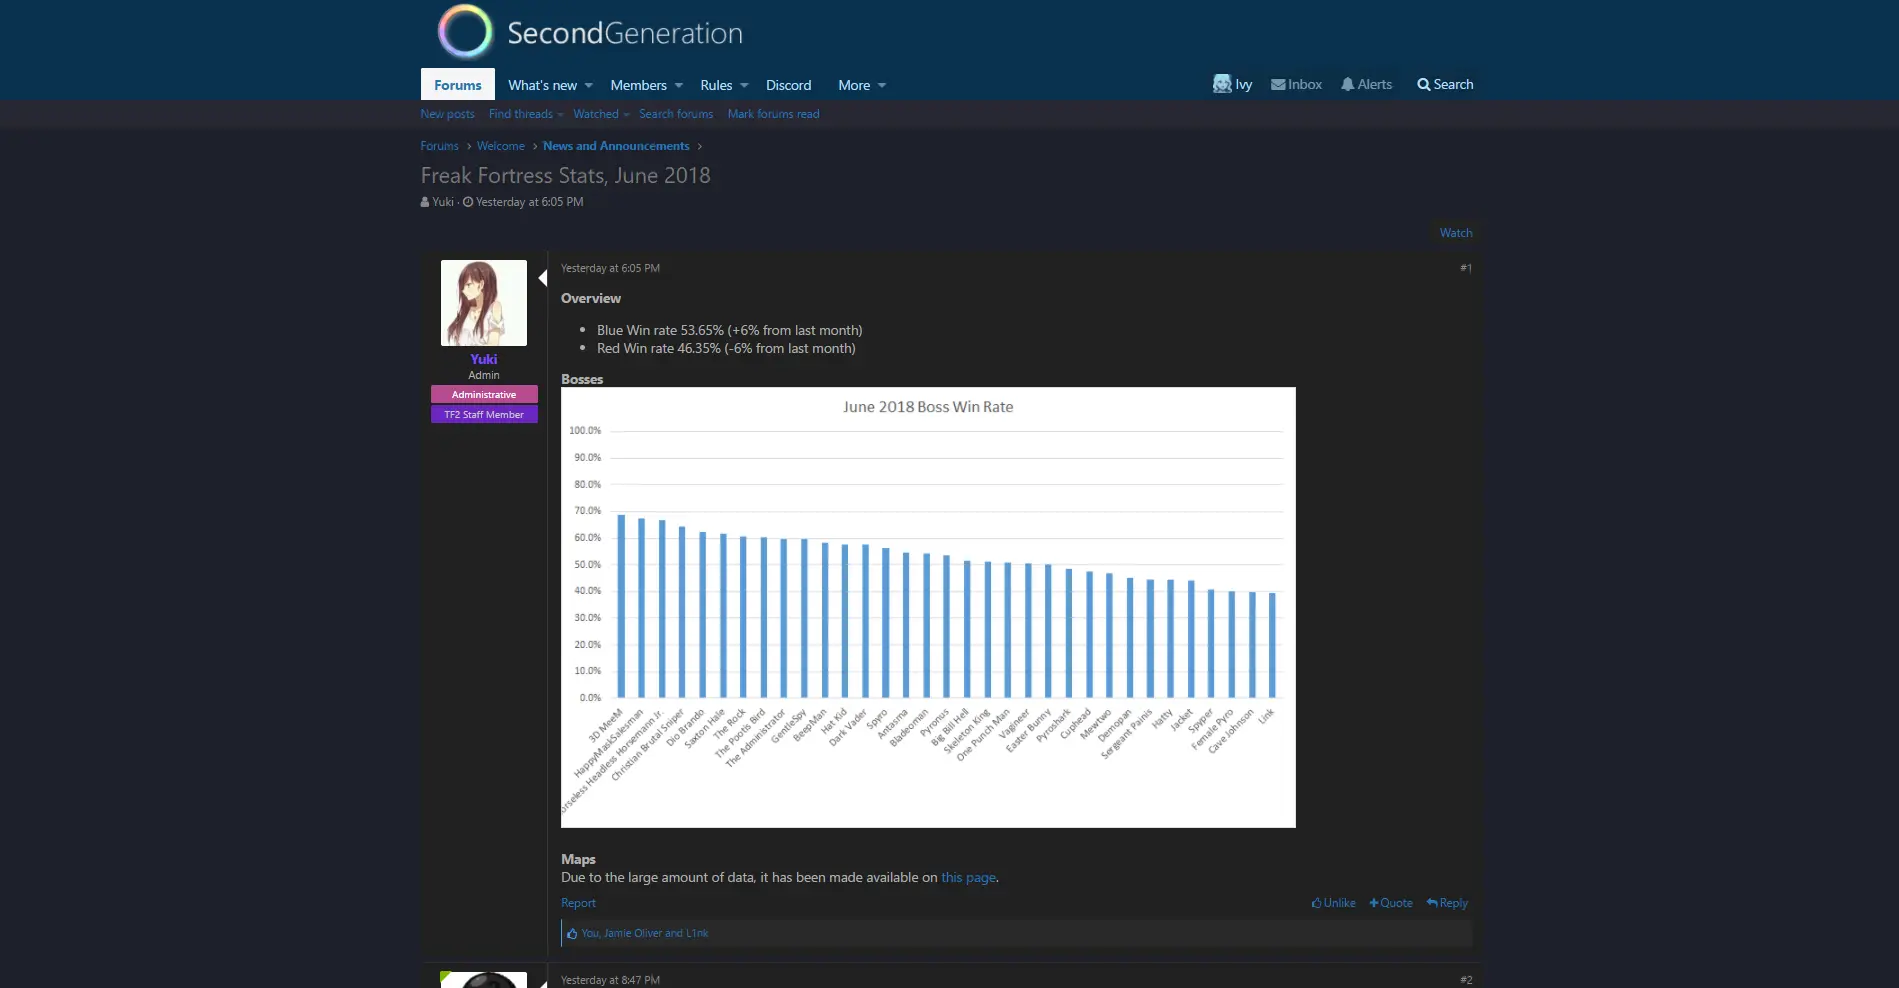 SecondGeneration
Forums What's new Members Rules Discord More Ivy Inbox Alerts Search
New posts Find threads Watched Search forums Mark forums read
Forums > Welcome > News and Announcements >
Freak Fortress Stats, June 2018
Yuki · Yesterday at 6:05 PM
Watch
Yesterday at 6:05 PM #1
Yuki
Admin
Administrative
TF2 Staff Member
Overview
• Blue Win rate 53.65% (+6% from last month)
• Red Win rate 46.35% (-6% from last month)
Bosses
June 2018 Boss Win Rate
100.0%
90.0%
80.0%
70.0%
60.0%
50.0%
40.0%
30.0%
20.0%
10.0%
0.0%
3D MeeM
HappyMaskSalesman
orseless Headless Horsemann Jr.
Christian Brutal Sniper
Dio Brando
Saxton Hale
The Rock
The Pootis Bird
The Administrator
GentleSpy
BeepMan
Hat Kid
Dark Vader
Spyro
Antasma
Bladeoman
Pyronus
Big Bill Hell
Skeleton King
One Punch Man
Vagineer
Easter Bunny
Pyroshark
Cuphead
Mewtwo
Demopan
Sergeant Painis
Hatty
Jacket
Spyper
Female Pyro
Cave Johnson
Link
Maps
Due to the large amount of data, it has been made available on this page.
Report Unlike +Quote Reply
You, Jamie Oliver and L1nk
Yesterday at 8:47 PM #2